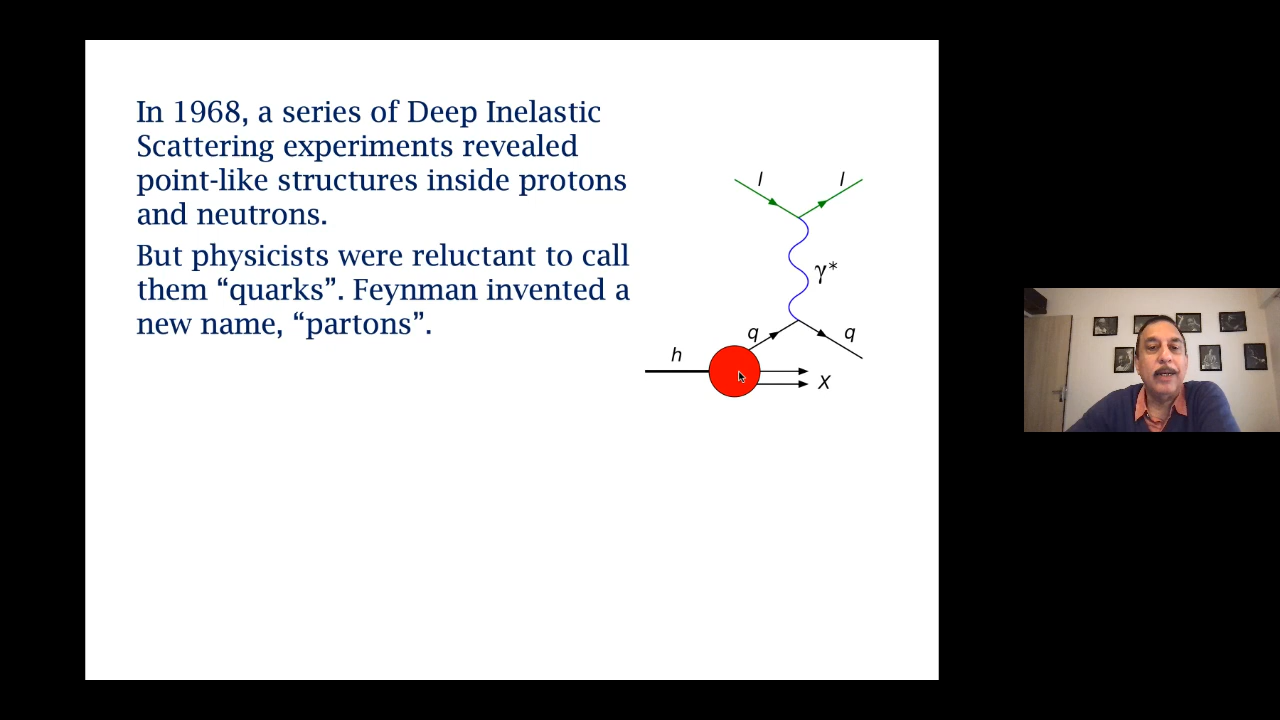 In 1968, a series of Deep Inelastic
Scattering experiments revealed
point-like structures inside protons
and neutrons.
But physicists were reluctant to call
them “quarks”. Feynman invented a
new name, “partons”.
l l
γ*
q q
h
X